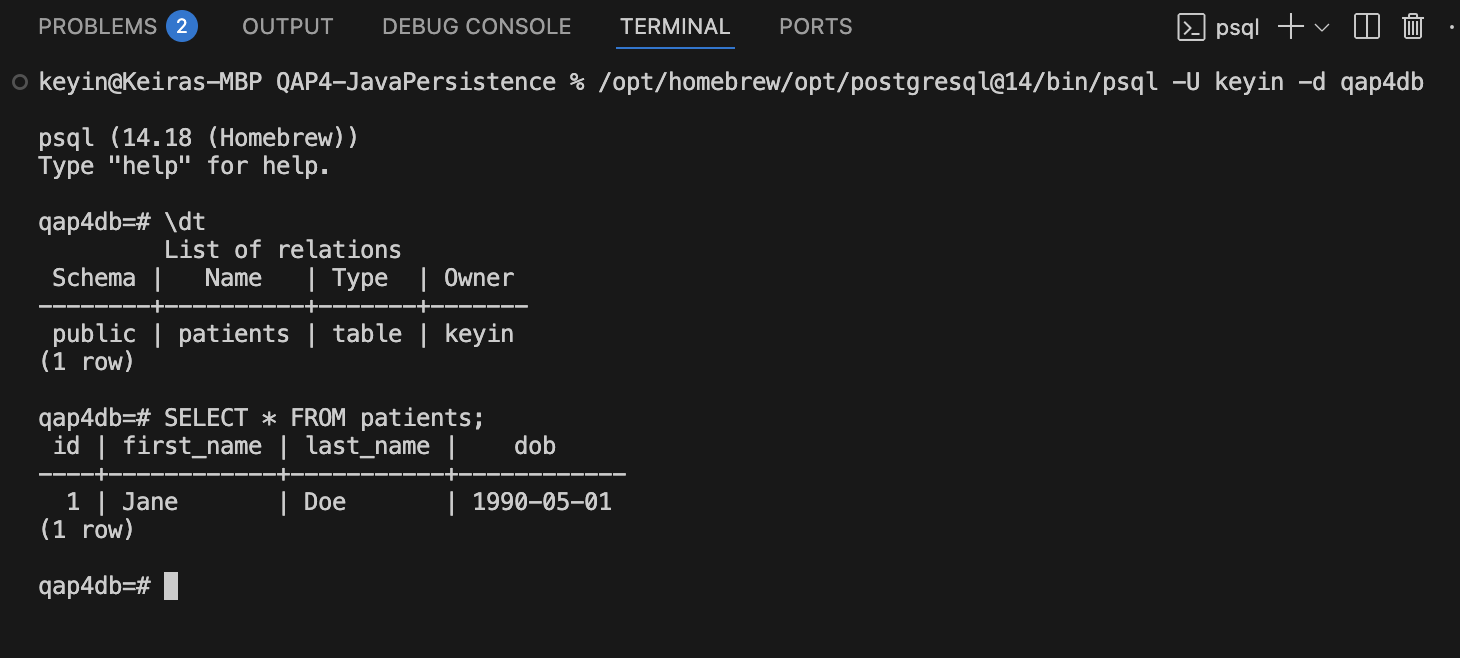 PROBLEMS 2 OUTPUT DEBUG CONSOLE TERMINAL PORTS psql
keyin@Keiras-MBP QAP4-JavaPersistence % /opt/homebrew/opt/postgresql@14/bin/psql -U keyin -d qap4db
psql (14.18 (Homebrew))
Type "help" for help.
qap4db=# \dt
         List of relations
 Schema |   Name   | Type  | Owner
--------+----------+-------+-------
 public | patients | table | keyin
(1 row)
qap4db=# SELECT * FROM patients;
 id | first_name | last_name |    dob
----+------------+-----------+------------
  1 | Jane       | Doe       | 1990-05-01
(1 row)
qap4db=#